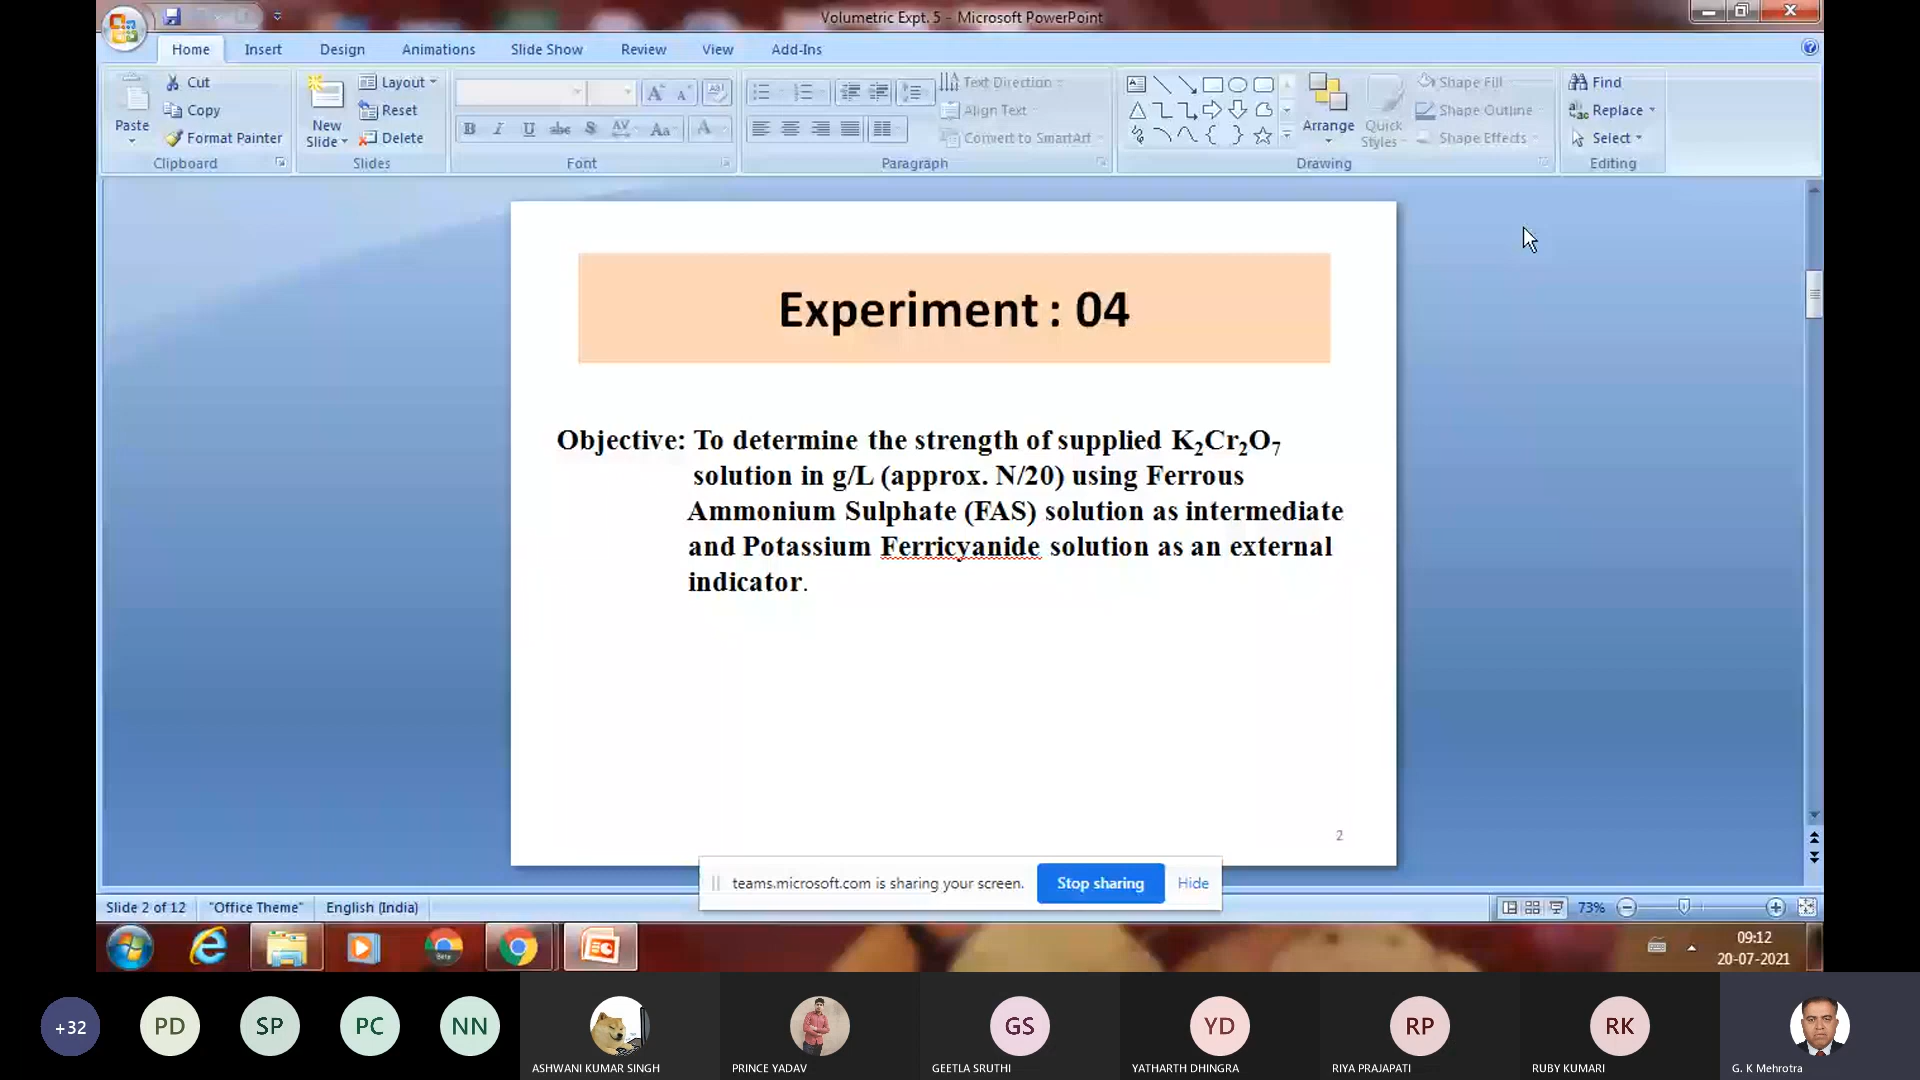 Volumetric Expt. 5 - Microsoft PowerPoint
Home Insert Design Animations Slide Show Review View Add-Ins
Paste
Cut
Copy
Format Painter
Clipboard
New Slide
Layout
Reset
Delete
Slides
B I U abc S AV Aa A
Font
Text Direction
Align Text
Convert to SmartArt
Paragraph
Arrange
Quick Styles
Shape Fill
Shape Outline
Shape Effects
Drawing
Find
Replace
Select
Editing
Experiment : 04
Objective: To determine the strength of supplied K₂Cr₂O₇
solution in g/L (approx. N/20) using Ferrous
Ammonium Sulphate (FAS) solution as intermediate
and Potassium Ferricyanide solution as an external
indicator.
2
teams.microsoft.com is sharing your screen. Stop sharing Hide
Slide 2 of 12 "Office Theme" English (India) 73%
09:12
20-07-2021
+32 PD SP PC NN GS YD RP RK
ASHWANI KUMAR SINGH PRINCE YADAV GEETLA SRUTHI YATHARTH DHINGRA RIYA PRAJAPATI RUBY KUMARI G. K Mehrotra